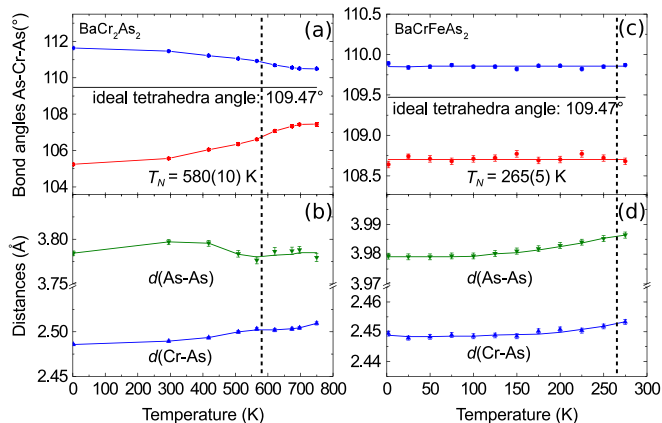 BaCr₂As₂ (a)
BaCrFeAs₂ (c)
Bond angles As-Cr-As(°)
112
110
108
106
104
ideal tetrahedra angle: 109.47°
T_N = 580(10) K
110.0
109.5
109.0
108.5
ideal tetrahedra angle: 109.47°
T_N = 265(5) K
(b)
(d)
Distances (Å)
3.80
3.75
2.50
2.45
d(As-As)
d(Cr-As)
3.99
3.98
3.97
2.46
2.45
2.44
d(As-As)
d(Cr-As)
0 100 200 300 400 500 600 700 800
0 50 100 150 200 250 300
Temperature (K)
Temperature (K)